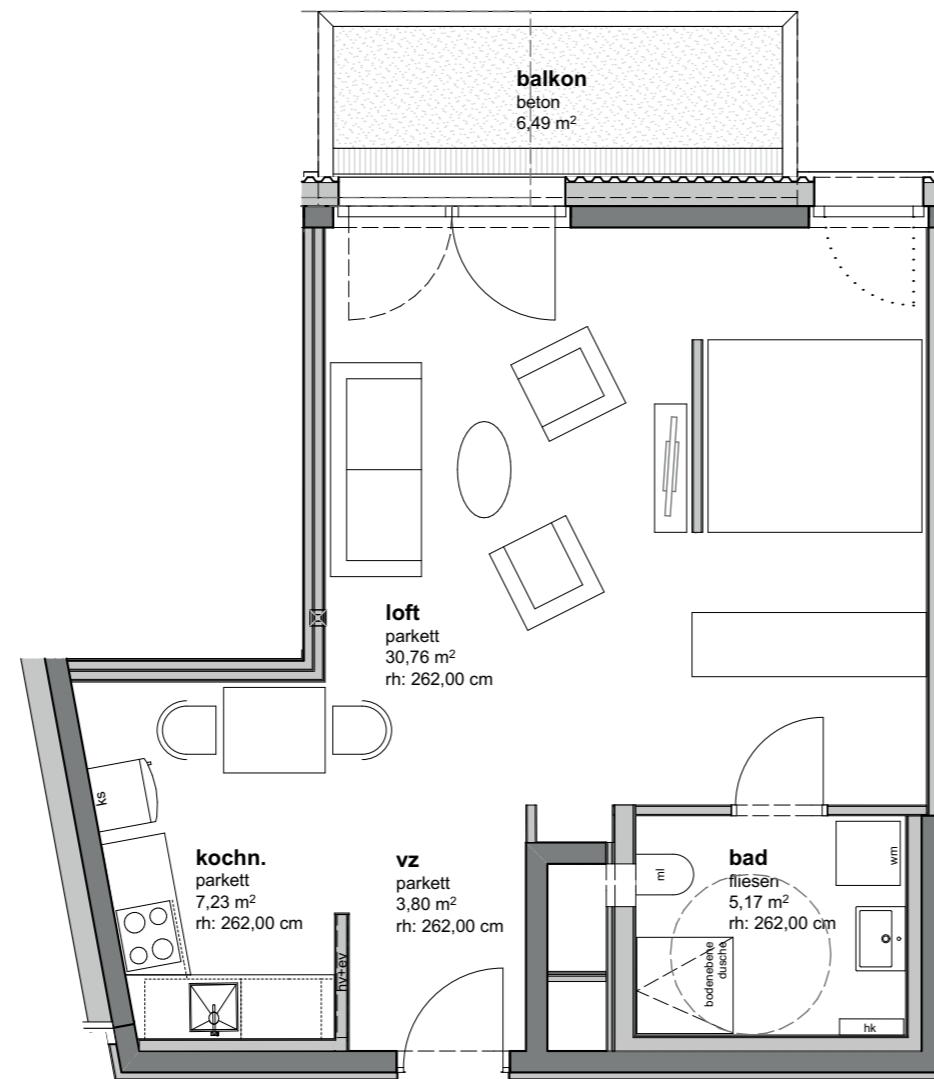 balkon
beton
6,49 m²
loft
parkett
30,76 m²
rh: 262,00 cm
ks
kochn.
parkett
7,23 m²
rh: 262,00 cm
vz
parkett
3,80 m²
rh: 262,00 cm
hv+ev
ml
bad
fliesen
5,17 m²
rh: 262,00 cm
wm
bodenebene
dusche
hk